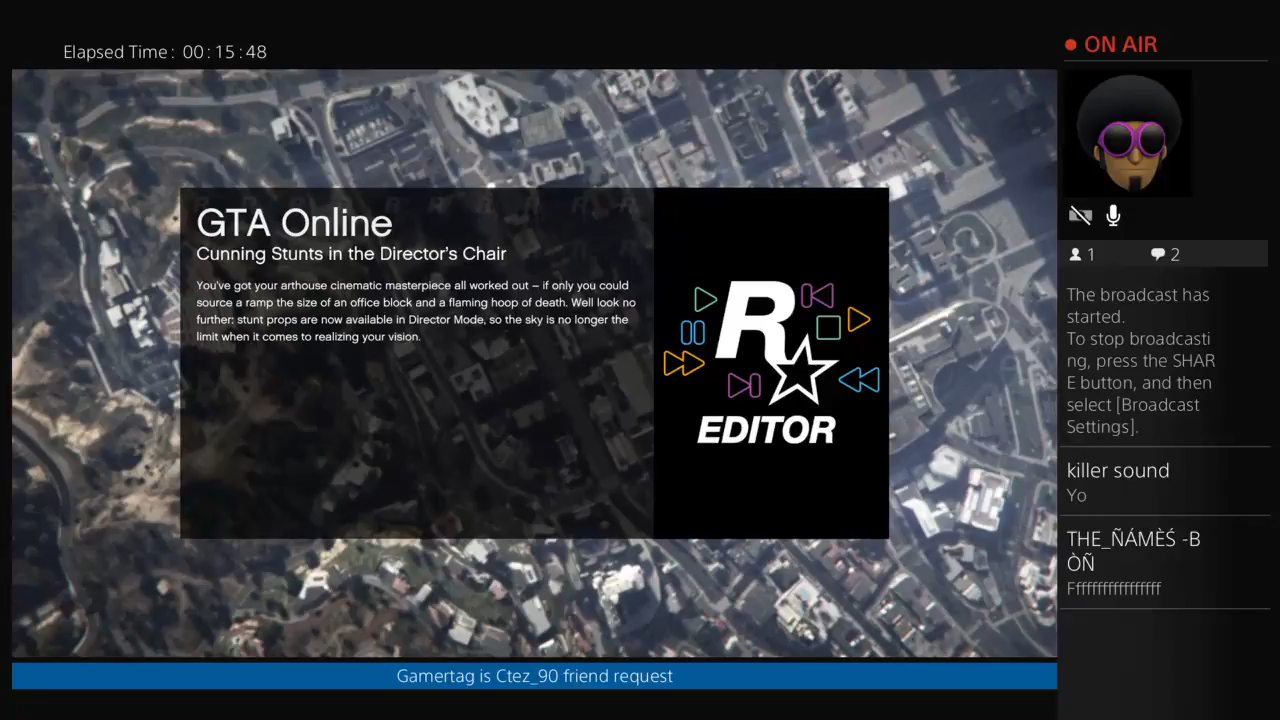 Elapsed Time: 00:15:48
ON AIR
GTA Online
Cunning Stunts in the Director's Chair
You've got your arthouse cinematic masterpiece all worked out – if only you could
source a ramp the size of an office block and a flaming hoop of death. Well look no
further: stunt props are now available in Director Mode, so the sky is no longer the
limit when it comes to realizing your vision.
R
EDITOR
1
2
The broadcast has
started.
To stop broadcasti
ng, press the SHAR
E button, and then
select [Broadcast
Settings].
killer sound
Yo
THE_ÑÁMÈŚ -B
ÒÑ
Fffffffffffffffff
Gamertag is Ctez_90 friend request